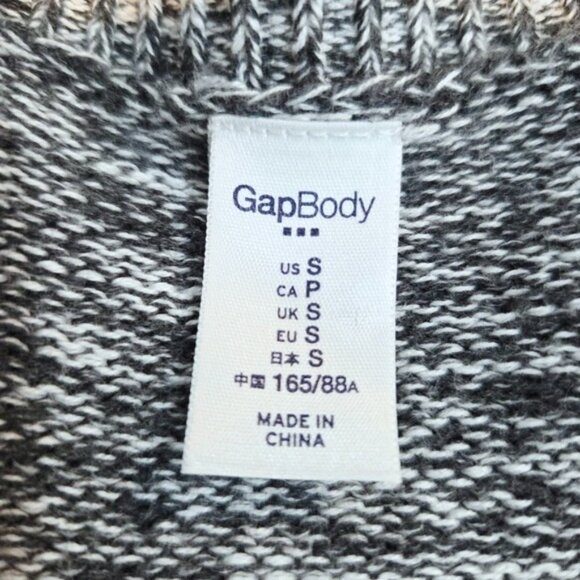 GapBody
US S
CA P
UK S
EU S
日本 S
中国 165/88A
MADE IN
CHINA